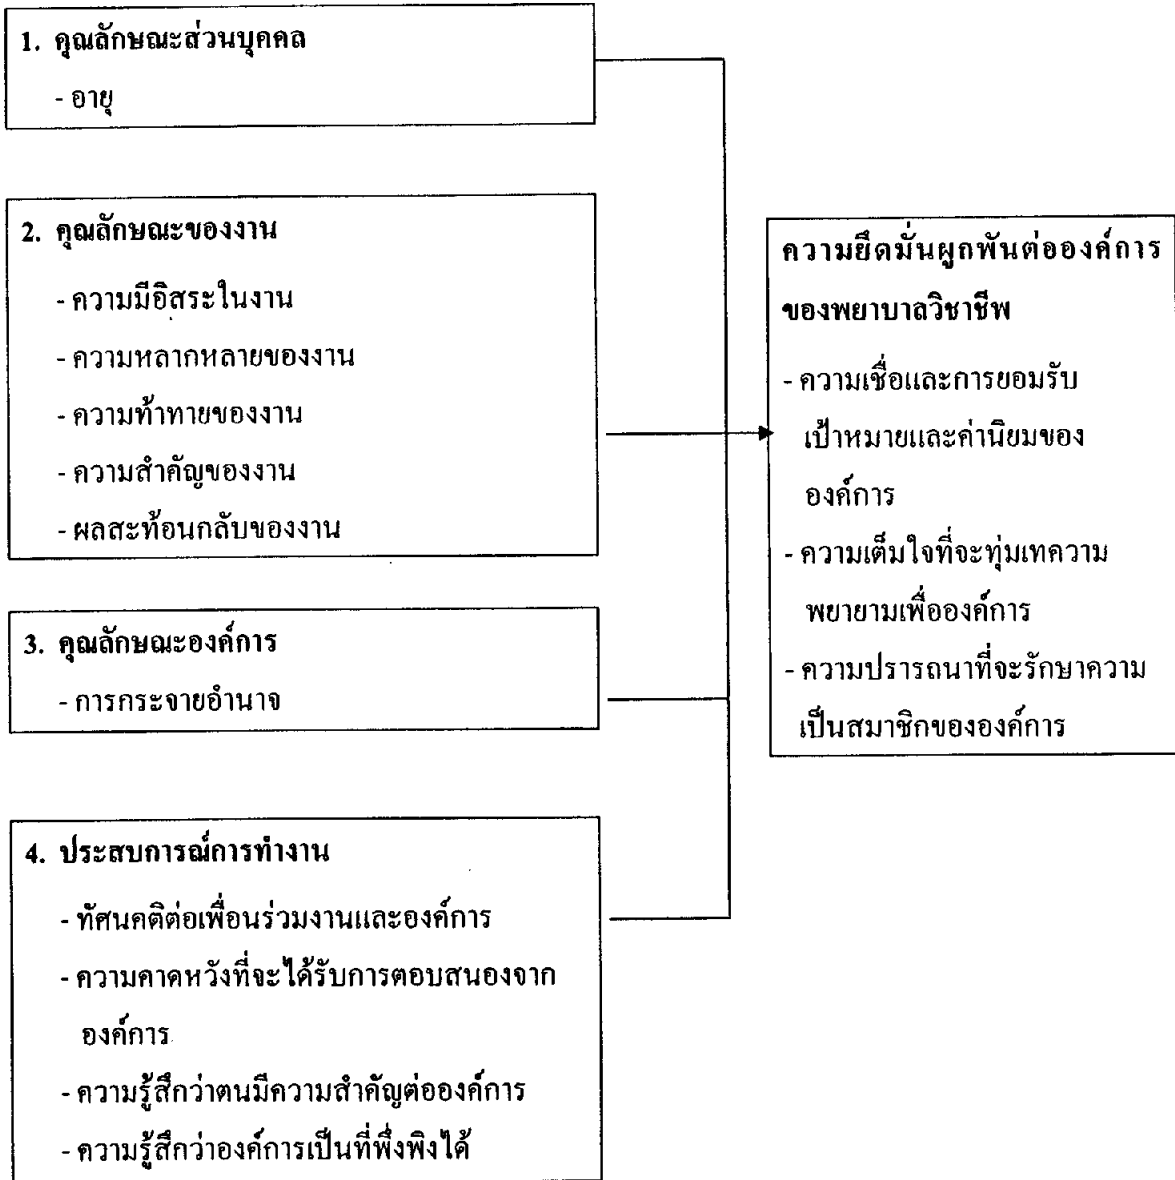 1. คุณลักษณะส่วนบุคคล
- อายุ
2. คุณลักษณะของงาน
- ความมีอิสระในงาน
- ความหลากหลายของงาน
- ความท้าทายของงาน
- ความสำคัญของงาน
- ผลสะท้อนกลับของงาน
3. คุณลักษณะองค์การ
- การกระจายอำนาจ
4. ประสบการณ์การทำงาน
- ทัศนคติต่อเพื่อนร่วมงานและองค์การ
- ความคาดหวังที่จะได้รับการตอบสนองจาก
องค์การ
- ความรู้สึกว่าตนมีความสำคัญต่อองค์การ
- ความรู้สึกว่าองค์การเป็นที่พึ่งพิงได้
ความยึดมั่นผูกพันต่อองค์การ
ของพยาบาลวิชาชีพ
- ความเชื่อและการยอมรับ
เป้าหมายและค่านิยมของ
องค์การ
- ความเต็มใจที่จะทุ่มเทความ
พยายามเพื่อองค์การ
- ความปรารถนาที่จะรักษาความ
เป็นสมาชิกขององค์การ